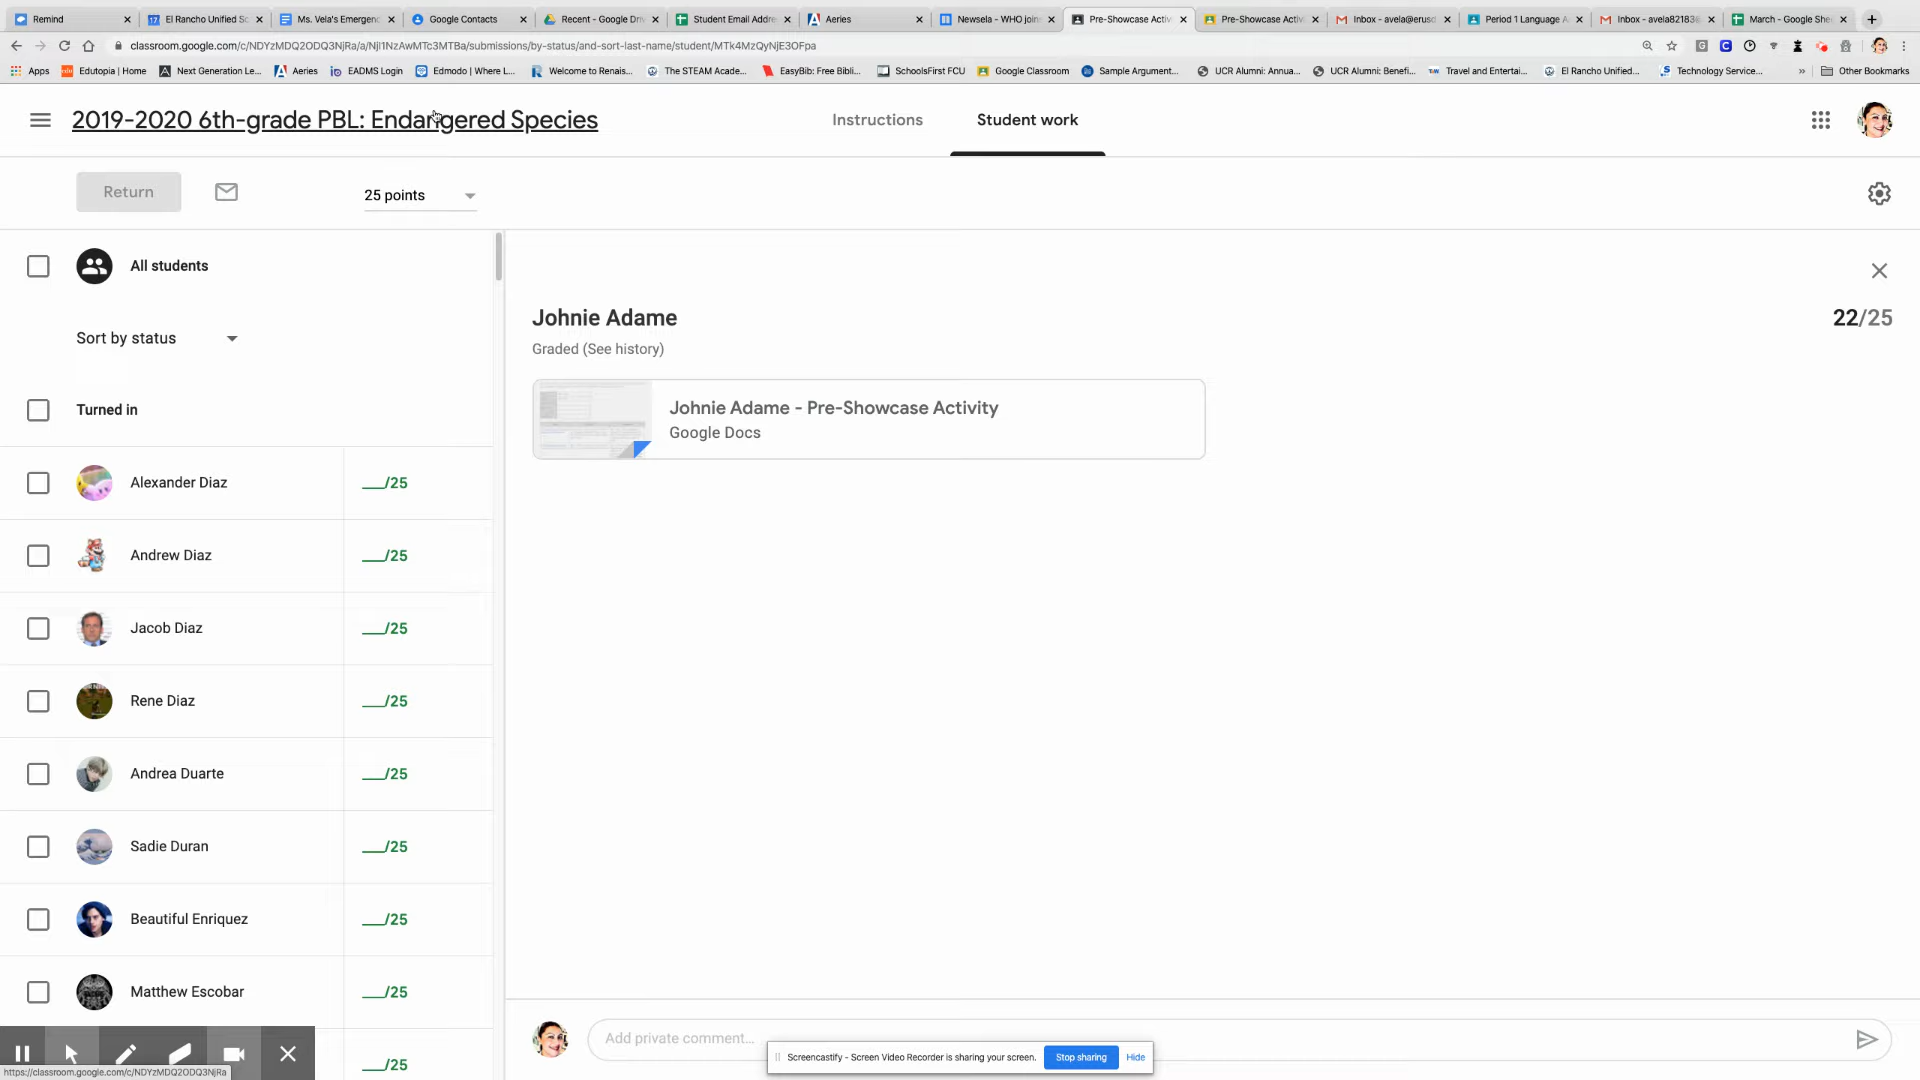 Remind
El Rancho Unified Sc
Ms. Vela's Emergenc
Google Contacts
Recent - Google Driv
Student Email Addre
Aeries
Newsela - WHO joins
Pre-Showcase Activ
Pre-Showcase Activi
Inbox - avela@erusd
Period 1 Language A
Inbox - avela82183@
March - Google She
classroom.google.com/c/NDYzMDQ2ODQ3NjRa/a/NjI1NzAwMTc3MTBa/submissions/by-status/and-sort-last-name/student/MTk4MzQyNjE3OFpa
Apps
Edutopia | Home
Next Generation Le...
Aeries
EADMS Login
Edmodo | Where L...
Welcome to Renais...
The STEAM Acade...
EasyBib: Free Bibli...
SchoolsFirst FCU
Google Classroom
Sample Argument...
UCR Alumni: Annua...
UCR Alumni: Benefi...
Travel and Entertai...
El Rancho Unified...
Technology Service...
Other Bookmarks
2019-2020 6th-grade PBL: Endangered Species
Instructions
Student work
Return
25 points
All students
Sort by status
Turned in
Alexander Diaz
__/25
Andrew Diaz
__/25
Jacob Diaz
__/25
Rene Diaz
__/25
Andrea Duarte
__/25
Sadie Duran
__/25
Beautiful Enriquez
__/25
Matthew Escobar
__/25
__/25
Johnie Adame
22/25
Graded (See history)
Johnie Adame - Pre-Showcase Activity
Google Docs
Add private comment...
Screencastify - Screen Video Recorder is sharing your screen.
Stop sharing
Hide
https://classroom.google.com/c/NDYzMDQ2ODQ3NjRa